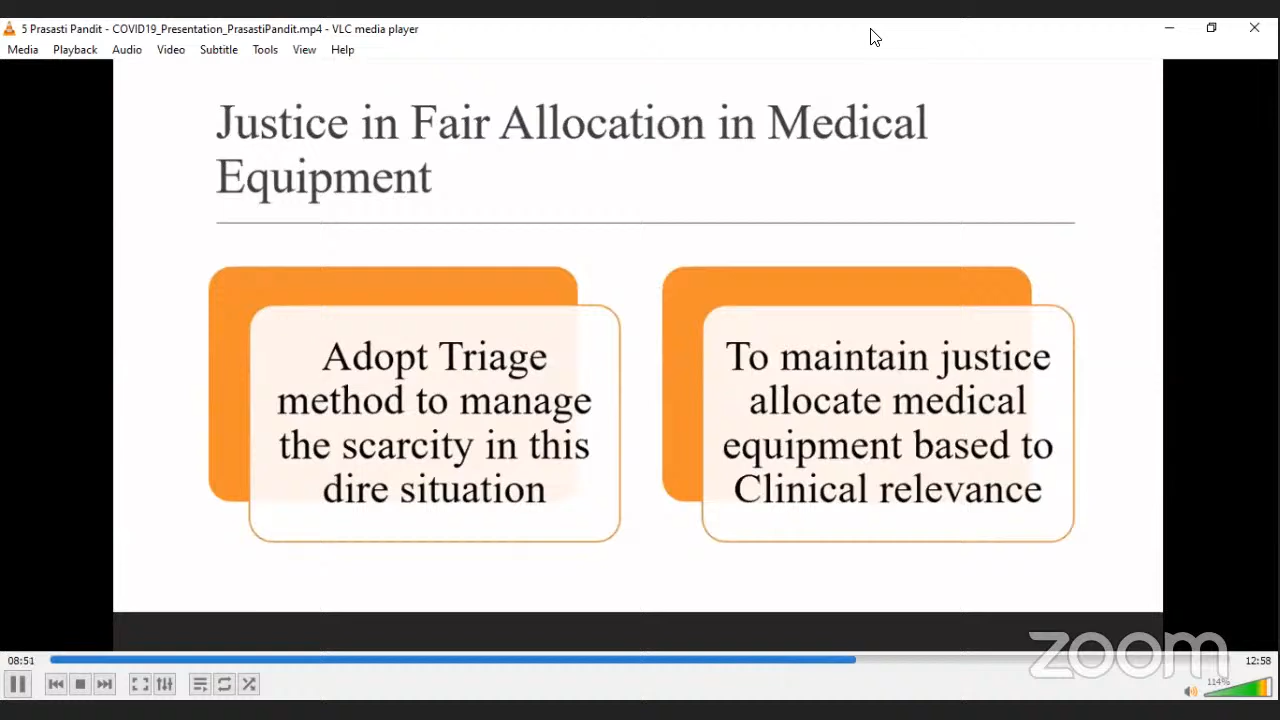 5 Prasasti Pandit - COVID19_Presentation_PrasastiPandit.mp4 - VLC media player
Media Playback Audio Video Subtitle Tools View Help
Justice in Fair Allocation in Medical
Equipment
Adopt Triage
method to manage
the scarcity in this
dire situation
To maintain justice
allocate medical
equipment based to
Clinical relevance
zoom
08:51
12:58
114%